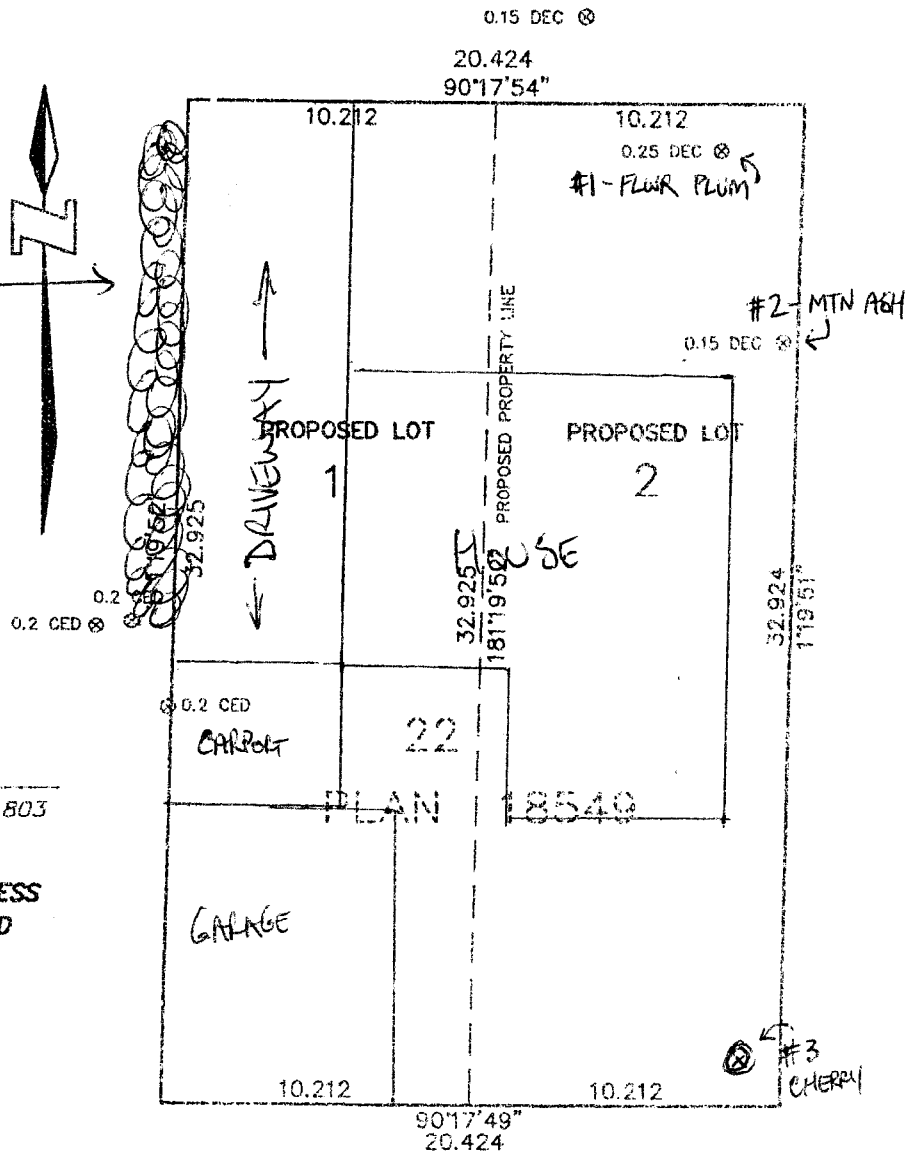 0.15 DEC
20.424
90°17'54"
10.212
10.212
0.25 DEC
#1 - FLWR PLUM
N
#2 - MTN ASH
0.15 DEC
PROPOSED PROPERTY LINE
DRIVEWAY
PROPOSED LOT
1
PROPOSED LOT
2
HOUSE
19'52"
32.925
32.925
181°19'52"
32.924
1°19'51"
0.2 CED
0.2 CED
0.2 CED
CARPORT
22
PLAN 18549
803
ESS
D
GARAGE
#3
CHERRY
10.212
10.212
90°17'49"
20.424